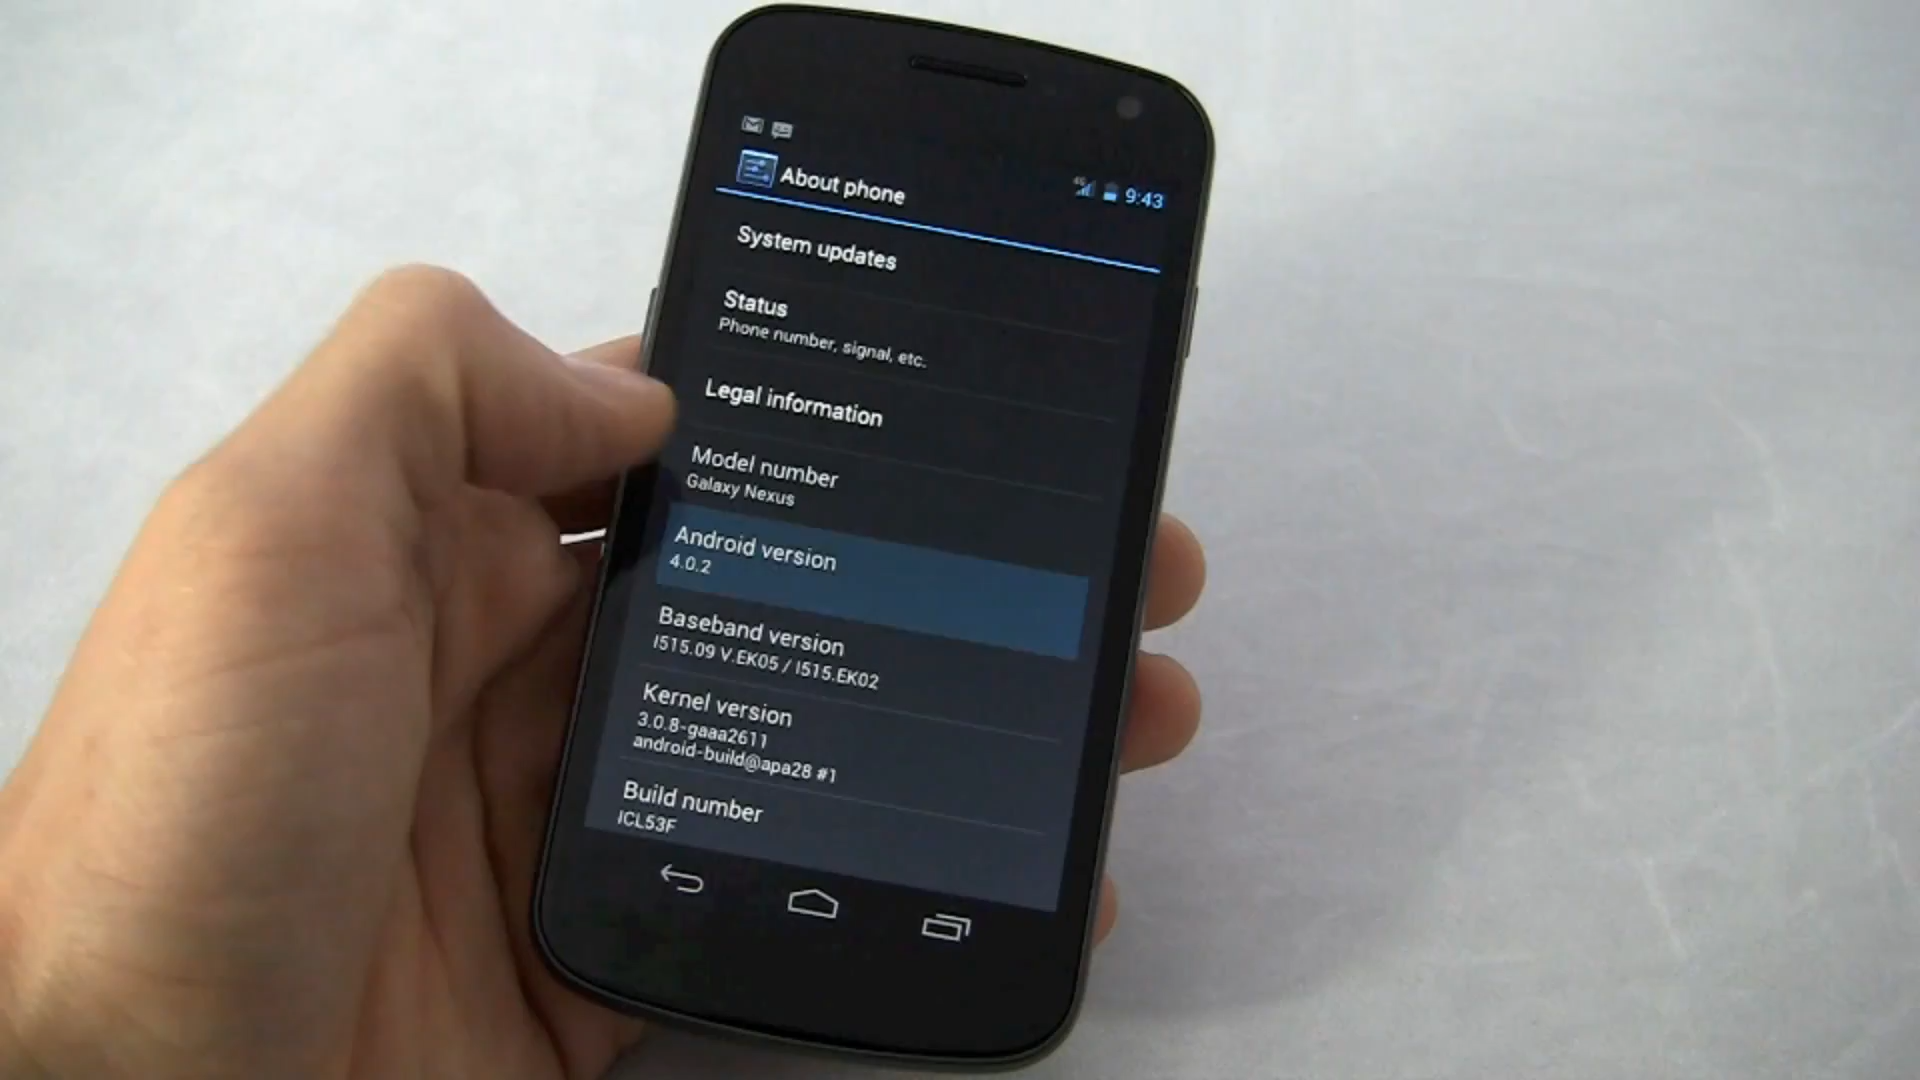 About phone
4G 9:43
System updates
Status
Phone number, signal, etc.
Legal information
Model number
Galaxy Nexus
Android version
4.0.2
Baseband version
I515.09 V.EK05 / I515.EK02
Kernel version
3.0.8-gaaa2611
android-build@apa28 #1
Build number
ICL53F